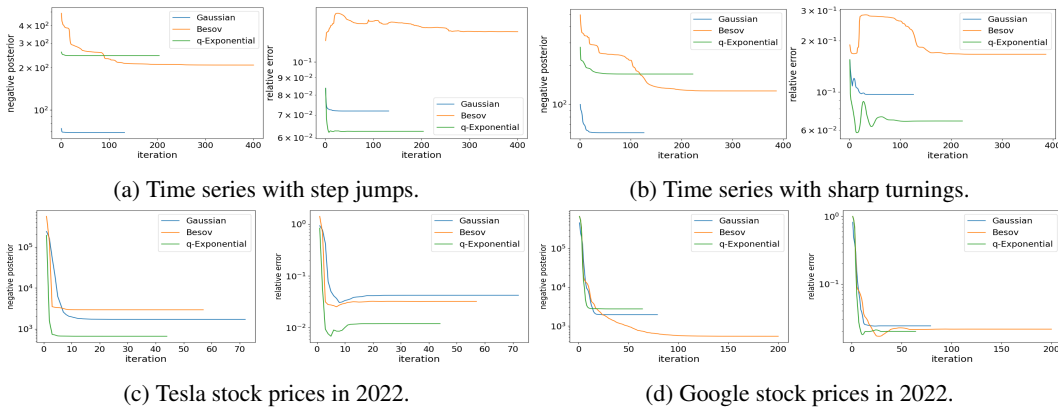 4 × 10²
3 × 10²
2 × 10²
10²
negative posterior
Gaussian
Besov
q-Exponential
0 100 200 300 400
iteration
10⁻¹
9 × 10⁻²
8 × 10⁻²
7 × 10⁻²
6 × 10⁻²
relative error
Gaussian
Besov
q-Exponential
0 100 200 300 400
iteration
10²
negative posterior
Gaussian
Besov
q-Exponential
0 100 200 300 400
iteration
3 × 10⁻¹
2 × 10⁻¹
10⁻¹
6 × 10⁻²
relative error
Gaussian
Besov
q-Exponential
0 100 200 300 400
iteration
(a) Time series with step jumps.
(b) Time series with sharp turnings.
10⁵
10⁴
10³
negative posterior
Gaussian
Besov
q-Exponential
0 10 20 30 40 50 60 70
iteration
10⁰
10⁻¹
10⁻²
relative error
Gaussian
Besov
q-Exponential
0 10 20 30 40 50 60 70
iteration
10⁵
10⁴
10³
negative posterior
Gaussian
Besov
q-Exponential
0 50 100 150 200
iteration
10⁰
10⁻¹
relative error
Gaussian
Besov
q-Exponential
0 50 100 150 200
iteration
(c) Tesla stock prices in 2022.
(d) Google stock prices in 2022.